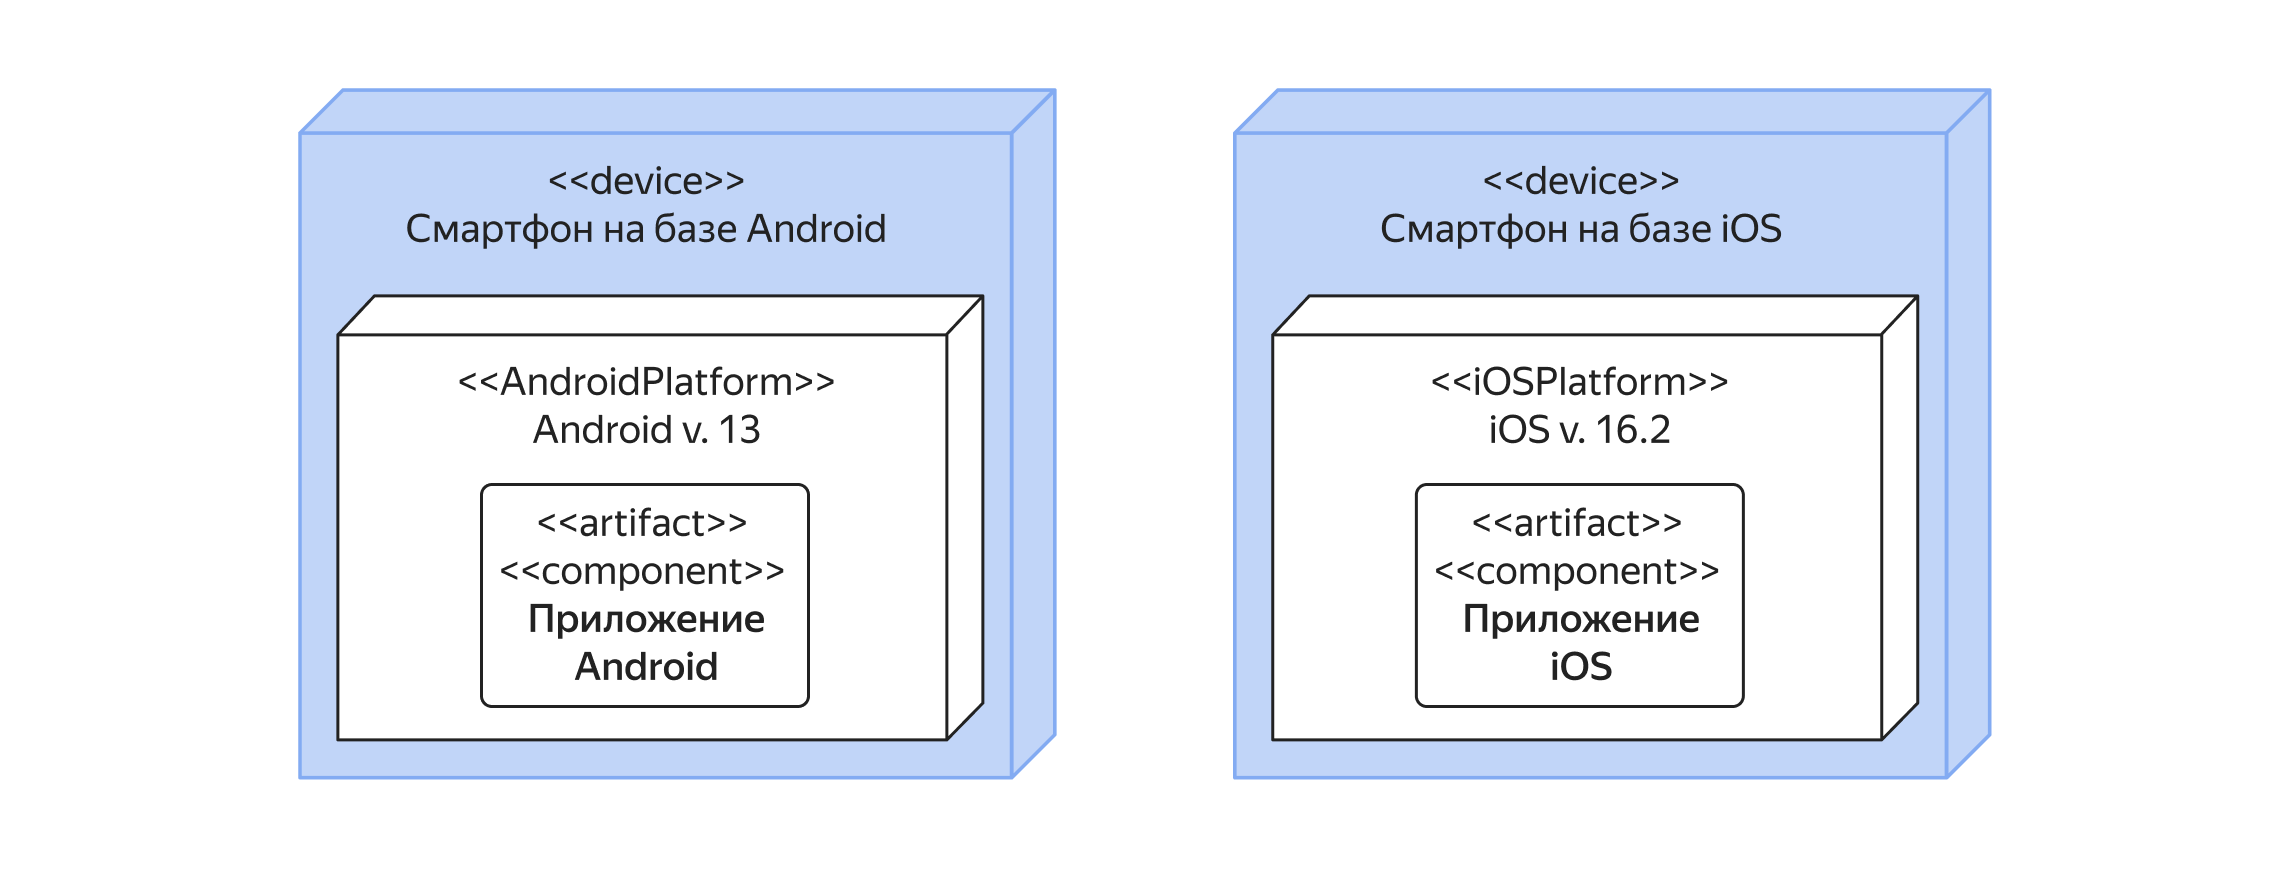 <<device>>
Смартфон на базе Android
<<AndroidPlatform>>
Android v. 13
<<artifact>>
<<component>>
Приложение
Android
<<device>>
Смартфон на базе iOS
<<iOSPlatform>>
iOS v. 16.2
<<artifact>>
<<component>>
Приложение
iOS